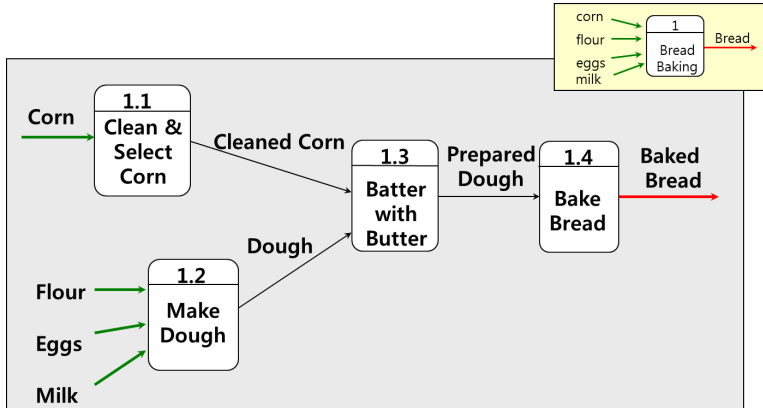 corn
flour
eggs
milk
1
Bread
Baking
Bread
Corn
1.1
Clean &
Select
Corn
Cleaned Corn
1.3
Batter
with
Butter
Prepared
Dough
1.4
Bake
Bread
Baked
Bread
Dough
1.2
Make
Dough
Flour
Eggs
Milk